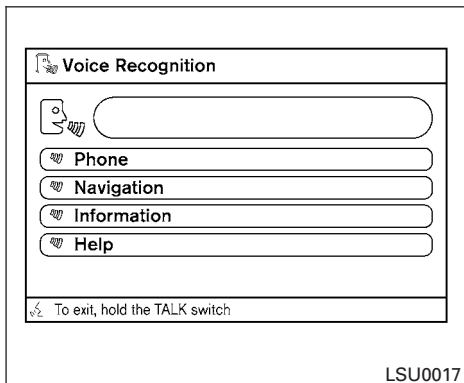 Voice Recognition
Phone
Navigation
Information
Help
To exit, hold the TALK switch
LSU0017